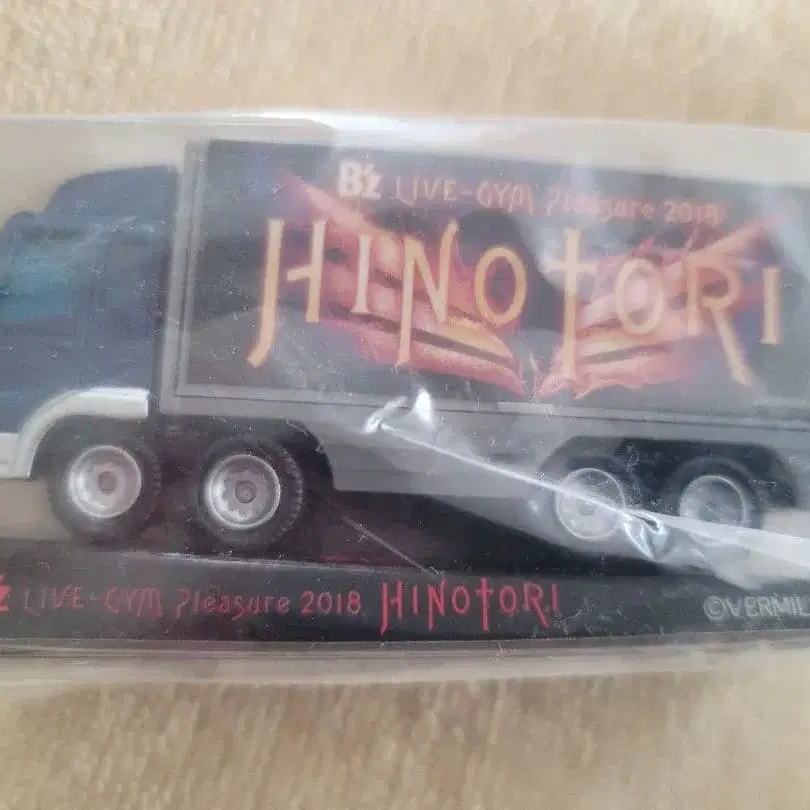 B'z LIVE-GYM Pleasure 2018
HINOTORI
z LIVE-GYM Pleasure 2018 HINOTORI ©VERMIL